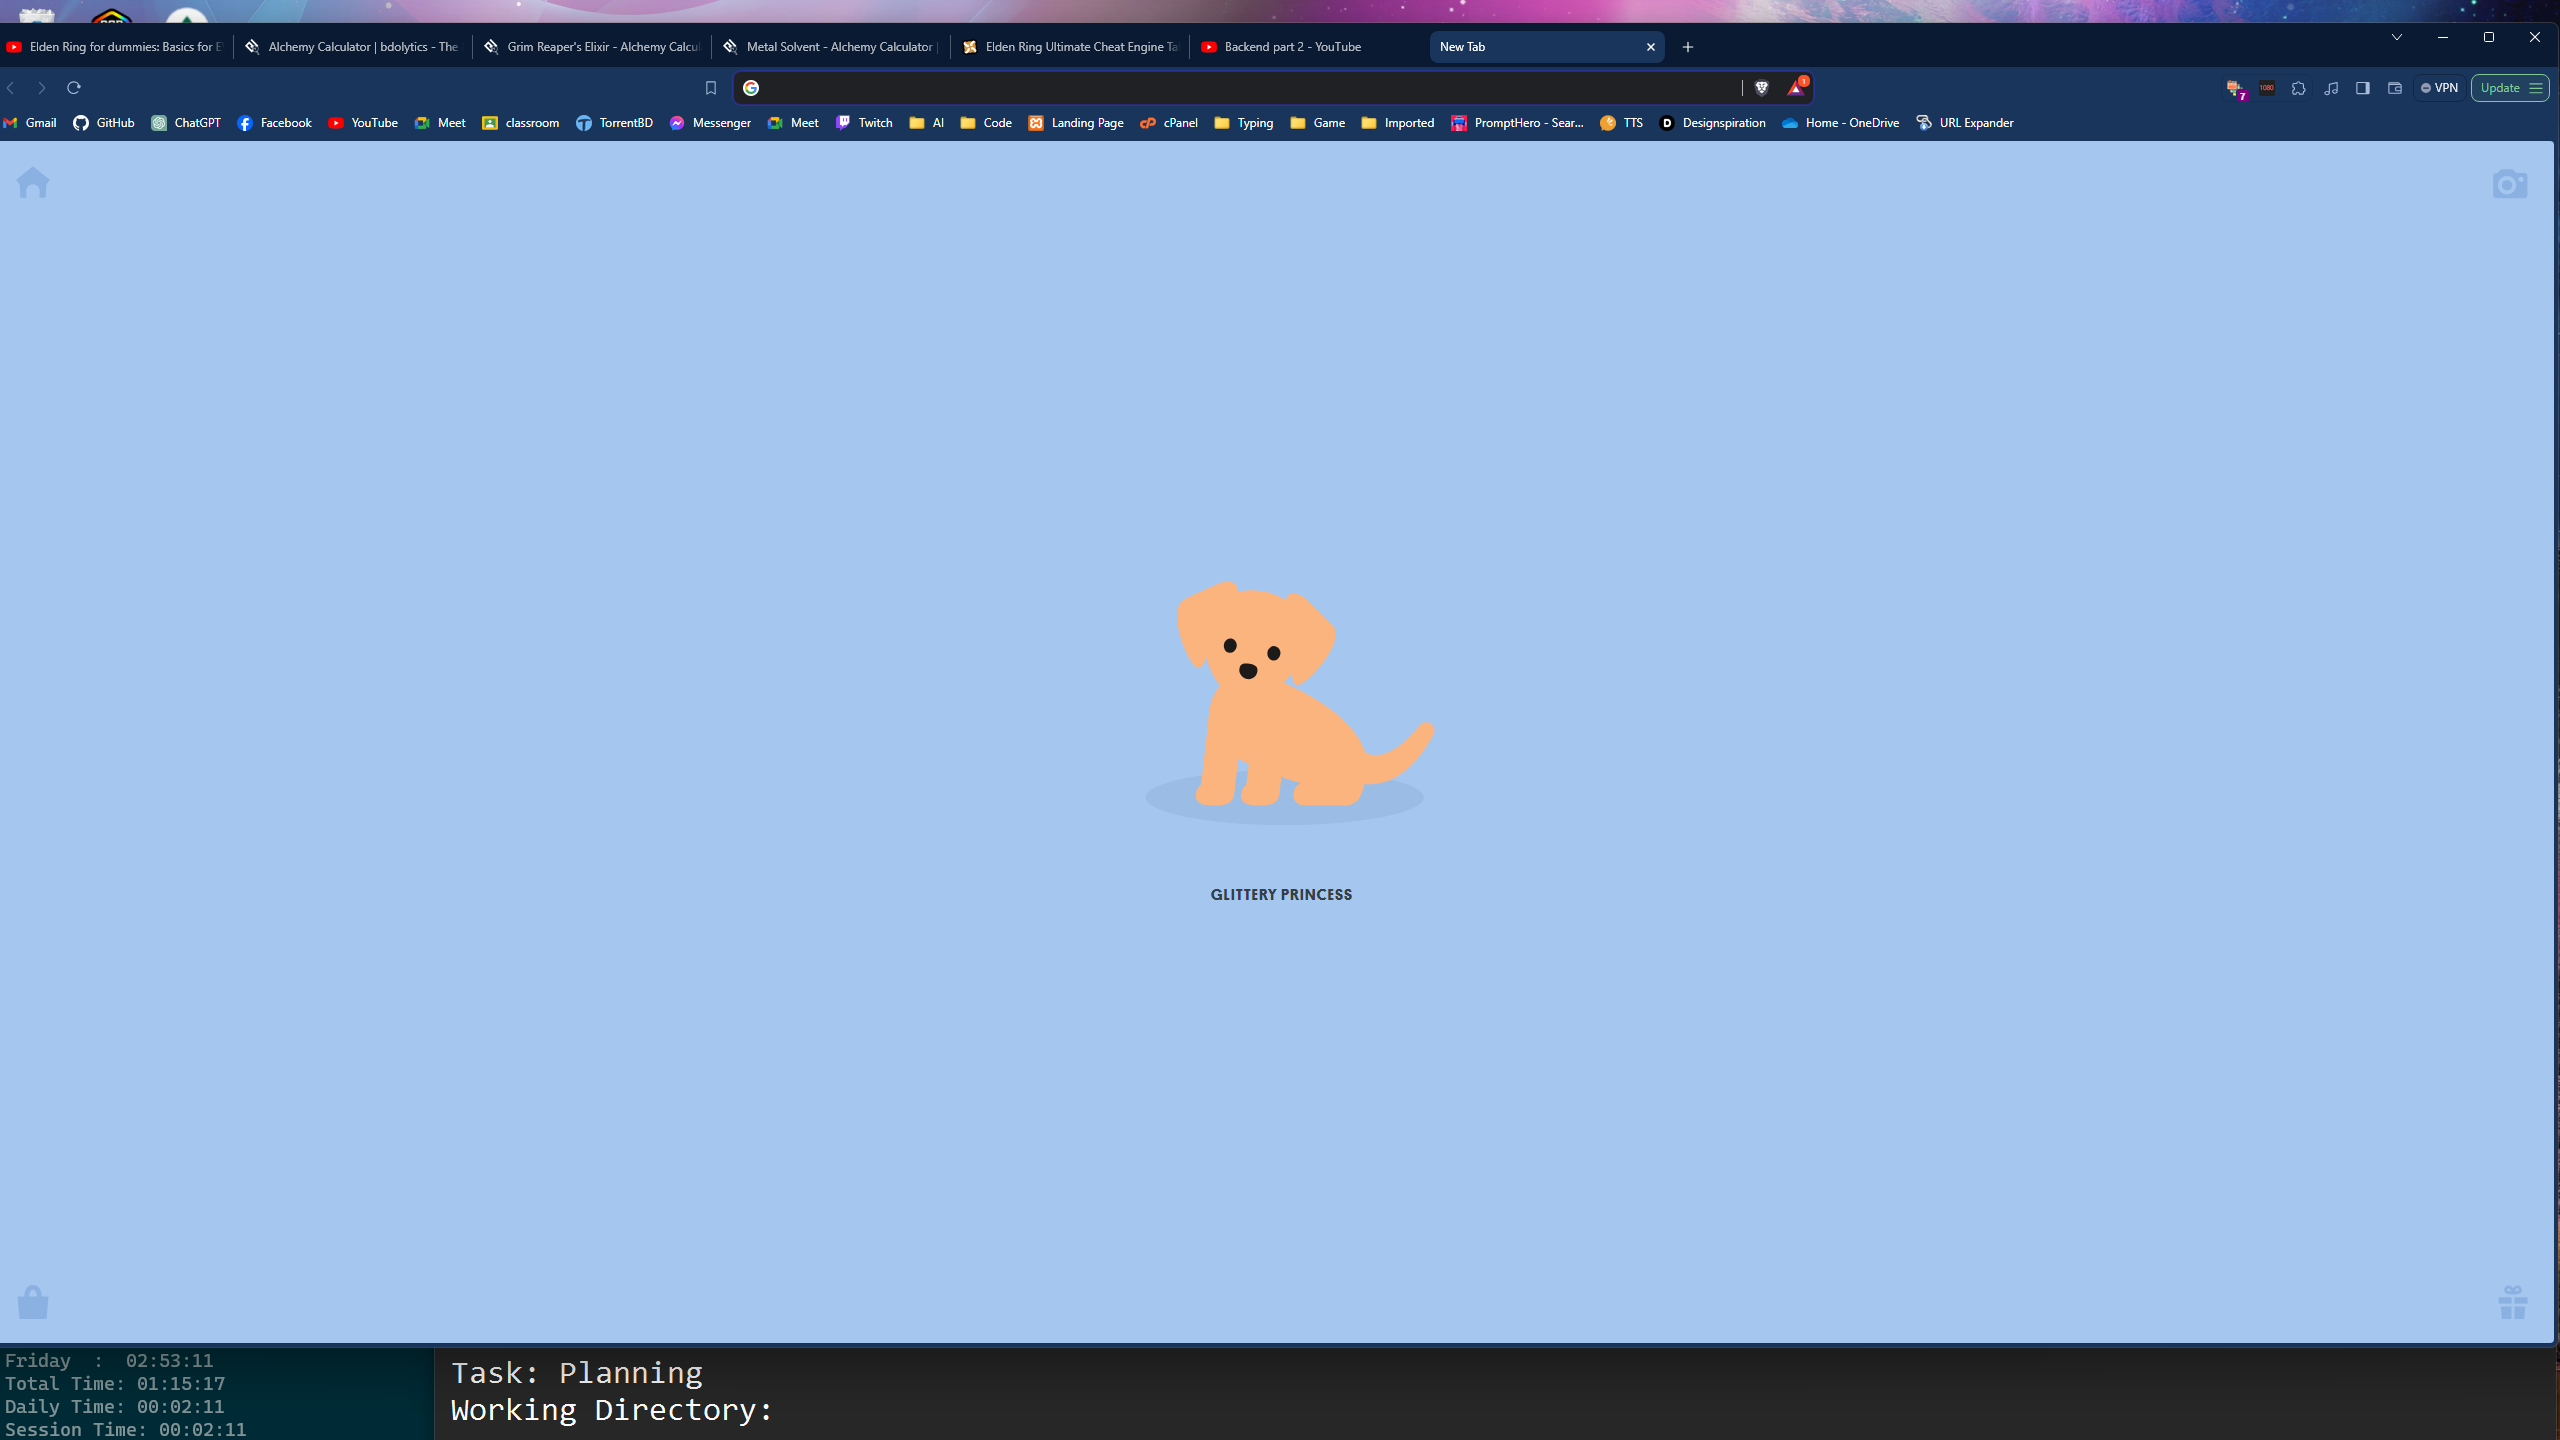 Elden Ring for dummies: Basics for E
Alchemy Calculator | bdolytics - The
Grim Reaper's Elixir - Alchemy Calcul
Metal Solvent - Alchemy Calculator |
Elden Ring Ultimate Cheat Engine Ta
Backend part 2 - YouTube
New Tab
1
7
1080
VPN
Update
Gmail
GitHub
ChatGPT
Facebook
YouTube
Meet
classroom
TorrentBD
Messenger
Meet
Twitch
AI
Code
Landing Page
cPanel
Typing
Game
Imported
PromptHero - Sear...
TTS
Designspiration
Home - OneDrive
URL Expander
GLITTERY PRINCESS
Friday : 02:53:11
Total Time: 01:15:17
Daily Time: 00:02:11
Session Time: 00:02:11
Task: Planning
Working Directory: